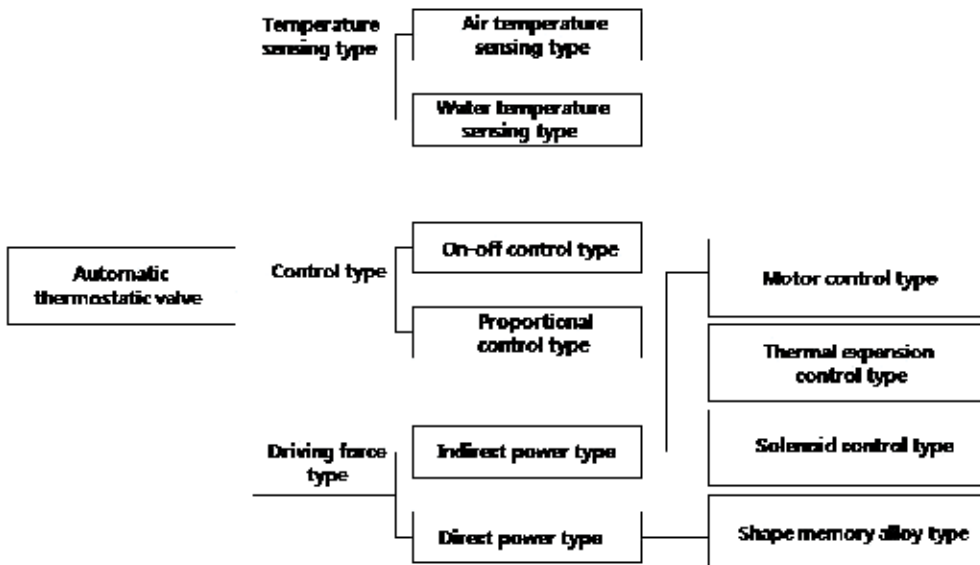 Temperature
sensing type
Air temperature
sensing type
Water temperature
sensing type
Automatic
thermostatic valve
Control type
On-off control type
Proportional
control type
Motor control type
Thermal expansion
control type
Driving force
type
Indirect power type
Solenoid control type
Direct power type
Shape memory alloy type